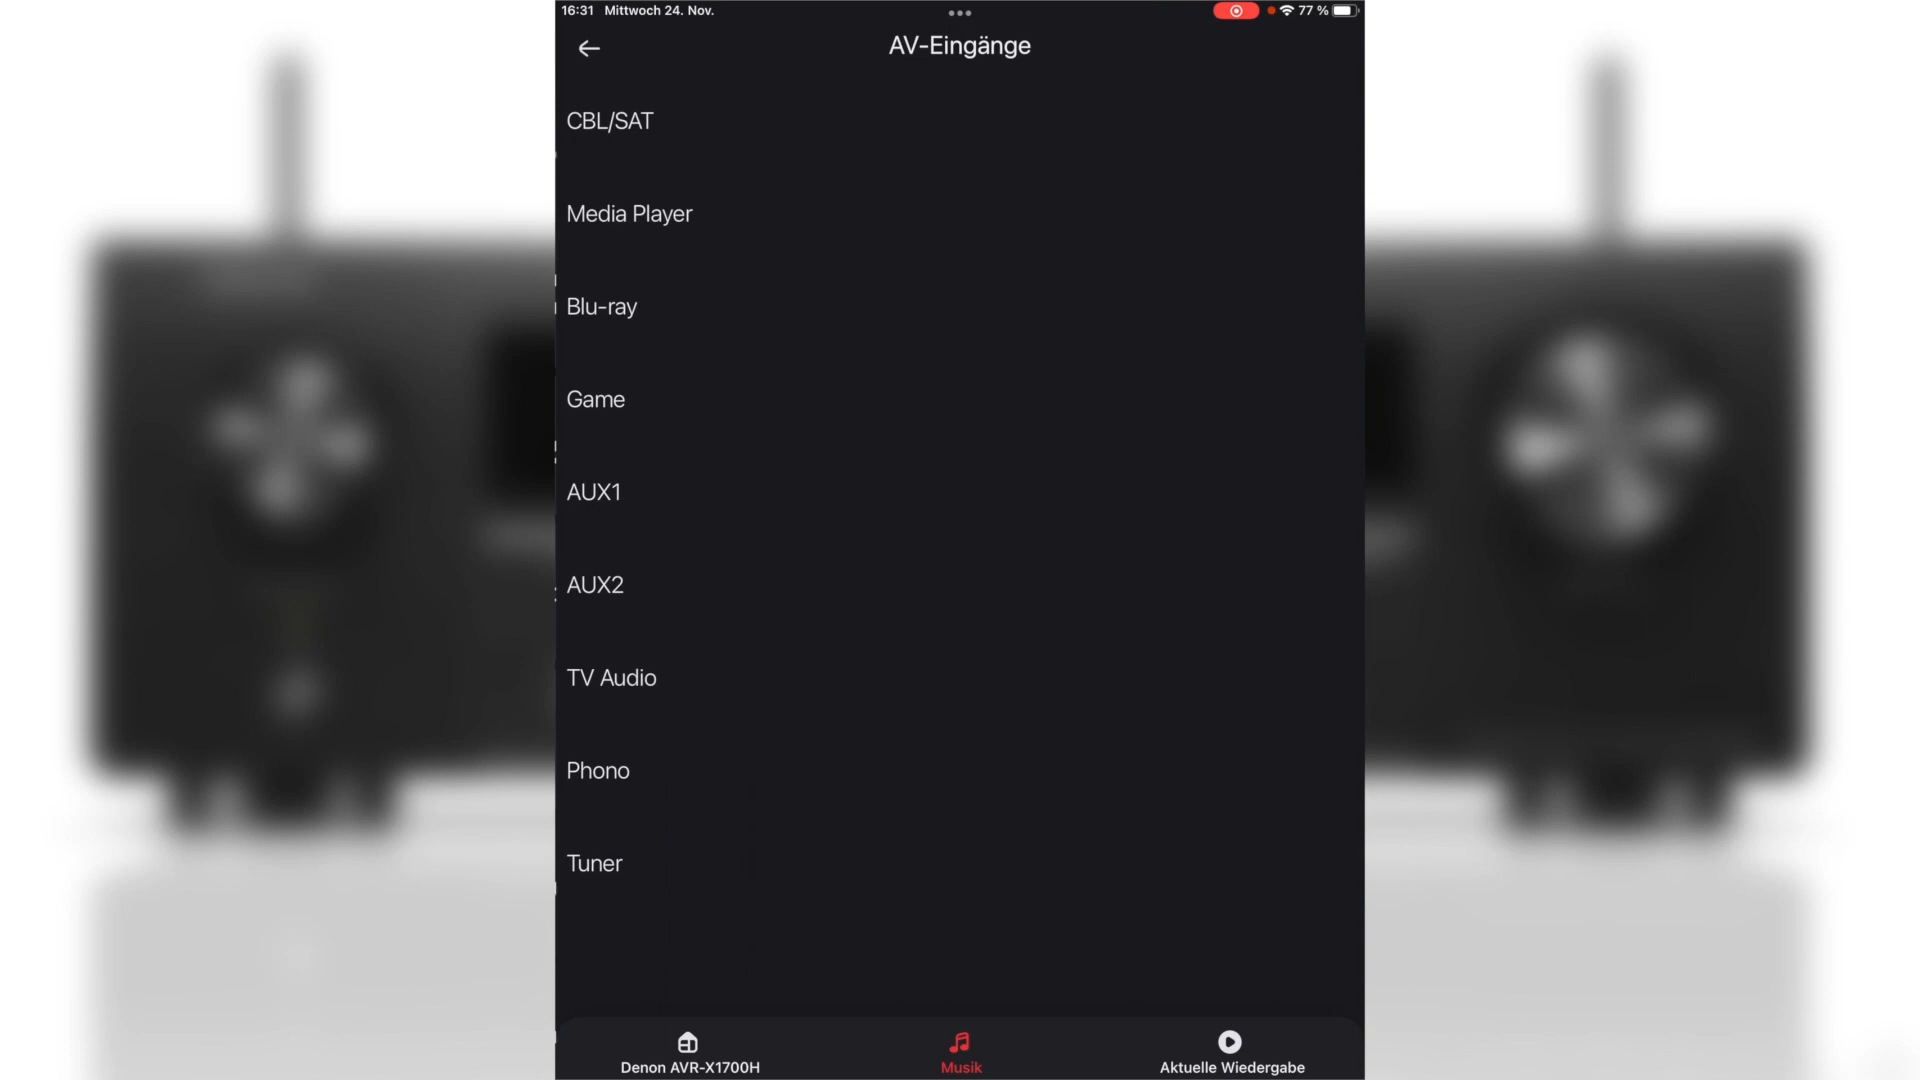 16:31 Mittwoch 24. Nov.
77 %
AV-Eingänge
CBL/SAT
Media Player
Blu-ray
Game
AUX1
AUX2
TV Audio
Phono
Tuner
Denon AVR-X1700H
Musik
Aktuelle Wiedergabe